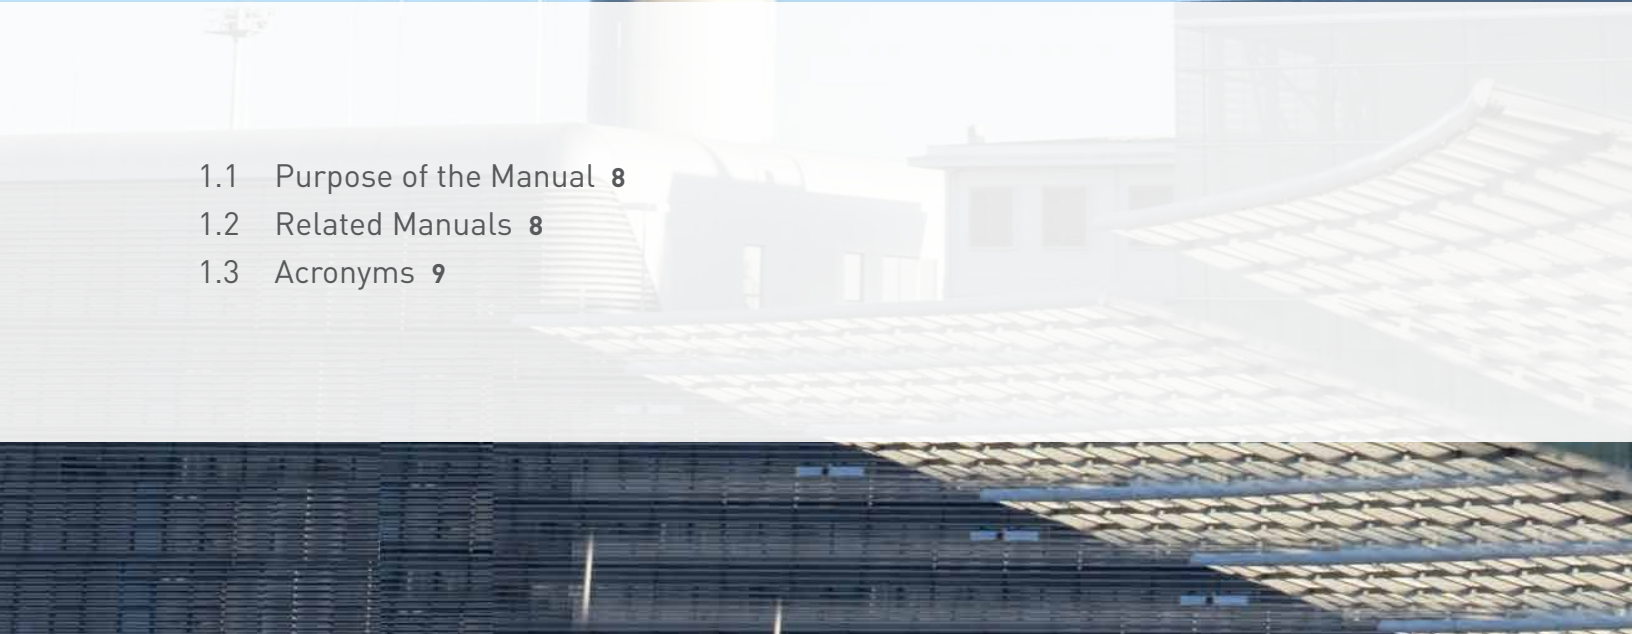 1.1 Purpose of the Manual 8
1.2 Related Manuals 8
1.3 Acronyms 9